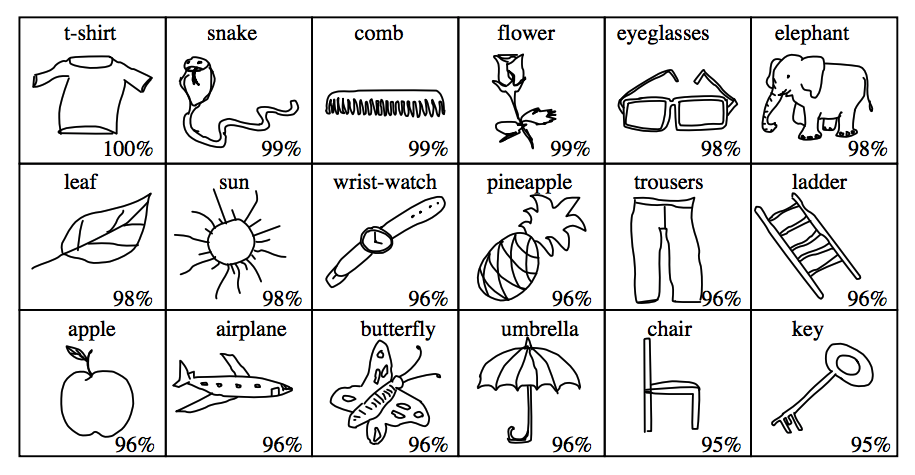 t-shirt snake comb flower eyeglasses elephant
100% 99% 99% 99% 98% 98%
leaf sun wrist-watch pineapple trousers ladder
98% 98% 96% 96% 96% 96%
apple airplane butterfly umbrella chair key
96% 96% 96% 96% 95% 95%